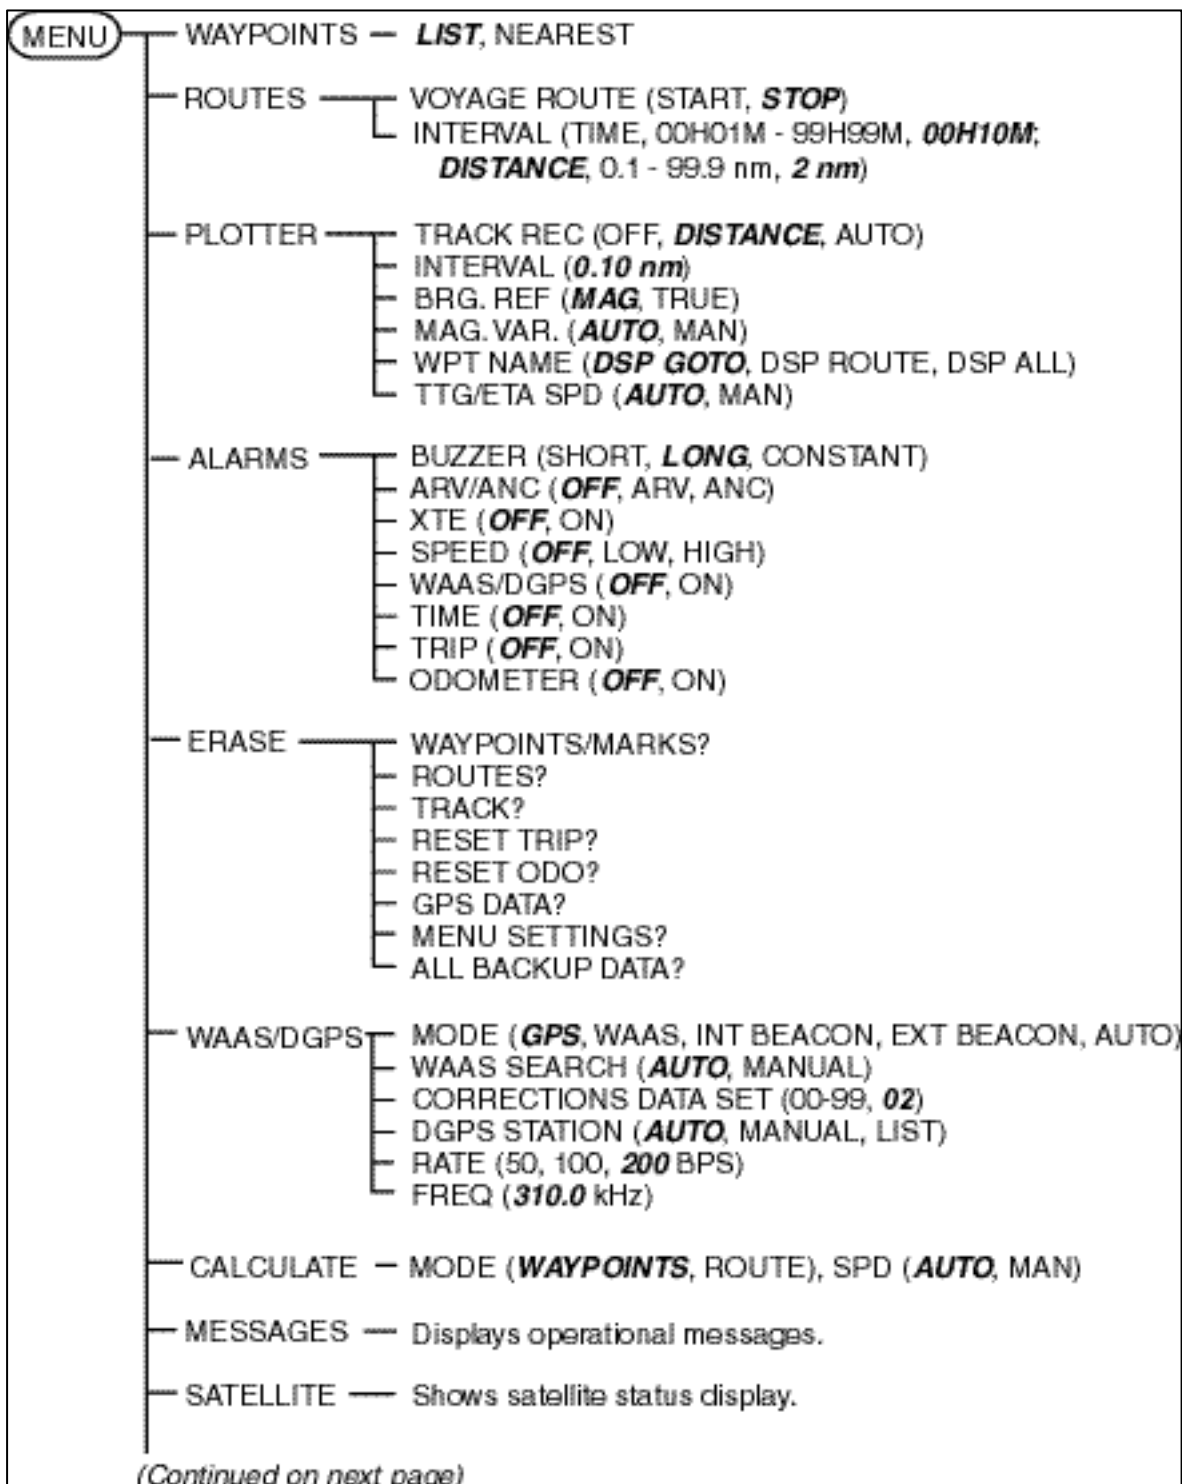 MENU WAYPOINTS LIST, NEAREST
ROUTES VOYAGE ROUTE (START, STOP)
INTERVAL (TIME, 00H01M - 99H99M, 00H10M;
DISTANCE, 0.1 - 99.9 nm, 2 nm)
PLOTTER TRACK REC (OFF, DISTANCE, AUTO)
INTERVAL (0.10 nm)
BRG. REF (MAG, TRUE)
MAG. VAR. (AUTO, MAN)
WPT NAME (DSP GOTO, DSP ROUTE, DSP ALL)
TTG/ETA SPD (AUTO, MAN)
ALARMS BUZZER (SHORT, LONG, CONSTANT)
ARV/ANC (OFF, ARV, ANC)
XTE (OFF, ON)
SPEED (OFF, LOW, HIGH)
WAAS/DGPS (OFF, ON)
TIME (OFF, ON)
TRIP (OFF, ON)
ODOMETER (OFF, ON)
ERASE WAYPOINTS/MARKS?
ROUTES?
TRACK?
RESET TRIP?
RESET ODO?
GPS DATA?
MENU SETTINGS?
ALL BACKUP DATA?
WAAS/DGPS MODE (GPS, WAAS, INT BEACON, EXT BEACON, AUTO)
WAAS SEARCH (AUTO, MANUAL)
CORRECTIONS DATA SET (00-99, 02)
DGPS STATION (AUTO, MANUAL, LIST)
RATE (50, 100, 200 BPS)
FREQ (310.0 kHz)
CALCULATE MODE (WAYPOINTS, ROUTE), SPD (AUTO, MAN)
MESSAGES Displays operational messages.
SATELLITE Shows satellite status display.
(Continued on next page)